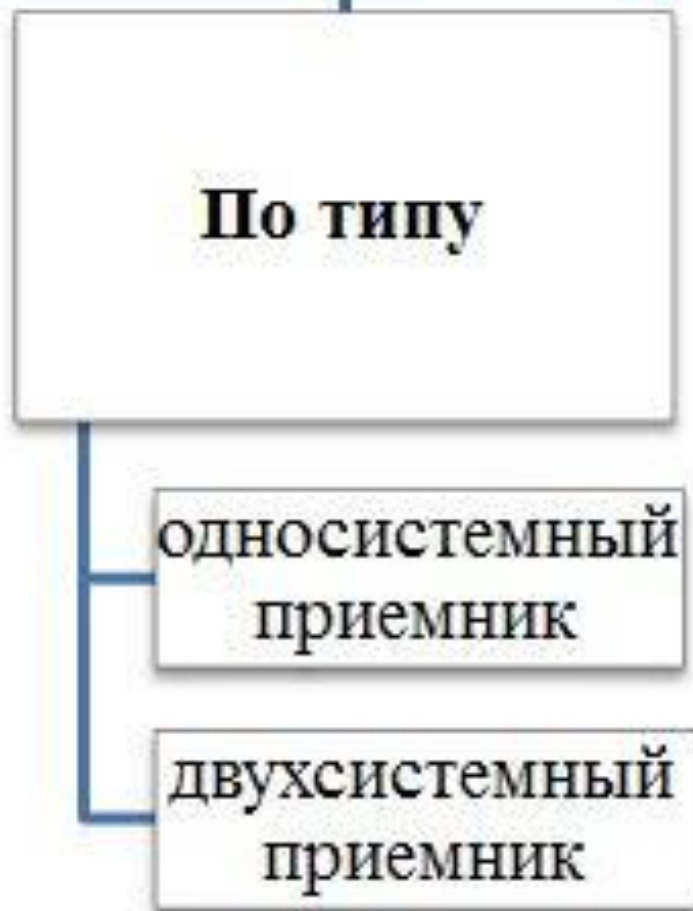 По типу
односистемный
приемник
двухсистемный
приемник